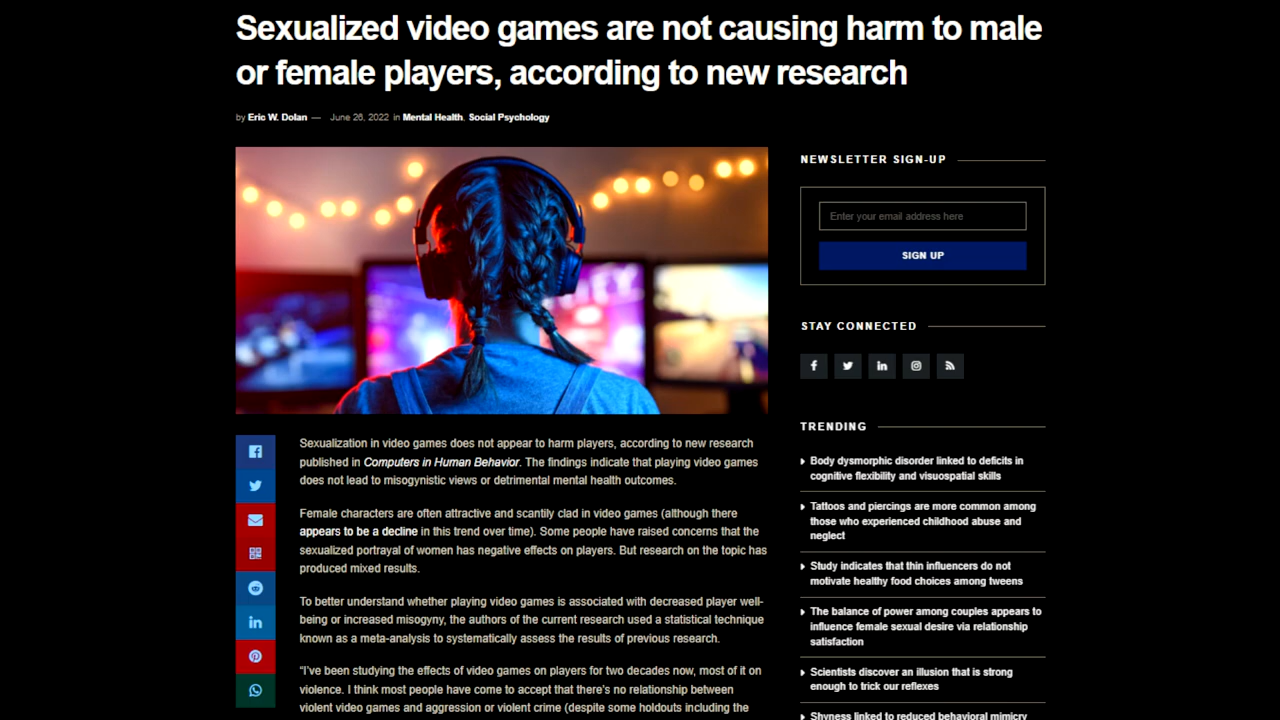 Sexualized video games are not causing harm to male
or female players, according to new research
by Eric W. Dolan — June 26, 2022 in Mental Health, Social Psychology
Sexualization in video games does not appear to harm players, according to new research
published in Computers in Human Behavior. The findings indicate that playing video games
does not lead to misogynistic views or detrimental mental health outcomes.
Female characters are often attractive and scantily clad in video games (although there
appears to be a decline in this trend over time). Some people have raised concerns that the
sexualized portrayal of women has negative effects on players. But research on the topic has
produced mixed results.
To better understand whether playing video games is associated with decreased player well-
being or increased misogyny, the authors of the current research used a statistical technique
known as a meta-analysis to systematically assess the results of previous research.
“I’ve been studying the effects of video games on players for two decades now, most of it on
violence. I think most people have come to accept that there’s no relationship between
violent video games and aggression or violent crime (despite some holdouts including the
NEWSLETTER SIGN-UP
Enter your email address here
SIGN UP
STAY CONNECTED
TRENDING
Body dysmorphic disorder linked to deficits in
cognitive flexibility and visuospatial skills
Tattoos and piercings are more common among
those who experienced childhood abuse and
neglect
Study indicates that thin influencers do not
motivate healthy food choices among tweens
The balance of power among couples appears to
influence female sexual desire via relationship
satisfaction
Scientists discover an illusion that is strong
enough to trick our reflexes
Shyness linked to reduced behavioral mimicry